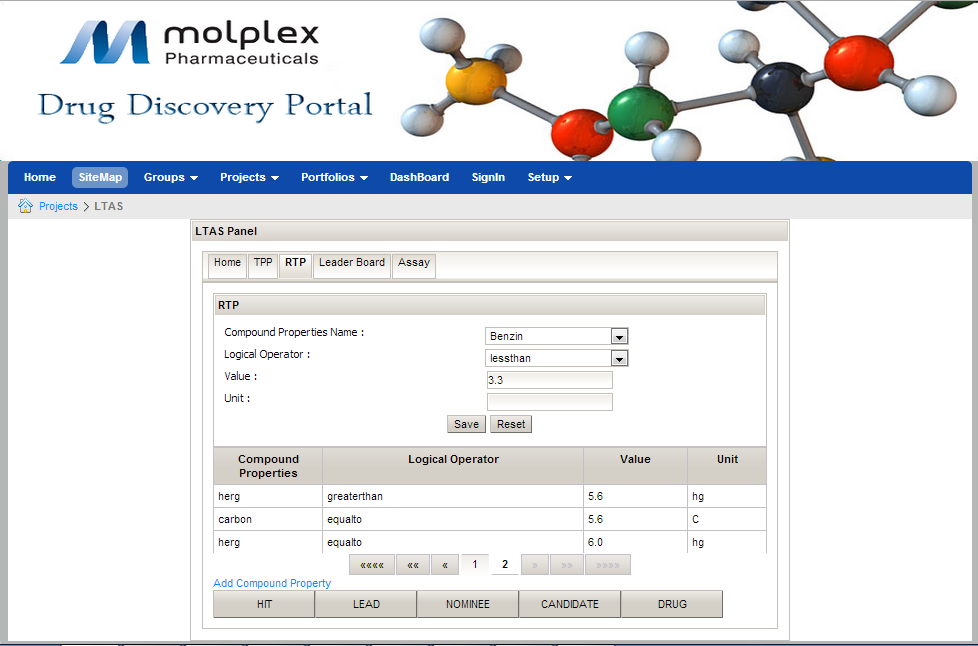 molplex
Pharmaceuticals
Drug Discovery Portal
Home SiteMap Groups Projects Portfolios DashBoard SignIn Setup
Projects > LTAS
LTAS Panel
Home TPP RTP Leader Board Assay
RTP
Compound Properties Name : Benzin
Logical Operator : lessthan
Value : 3.3
Unit :
Save Reset
Compound Properties Logical Operator Value Unit
herg greaterthan 5.6 hg
carbon equalto 5.6 C
herg equalto 6.0 hg
«««« «« « 1 2 » »» »»»»
Add Compound Property
HIT LEAD NOMINEE CANDIDATE DRUG